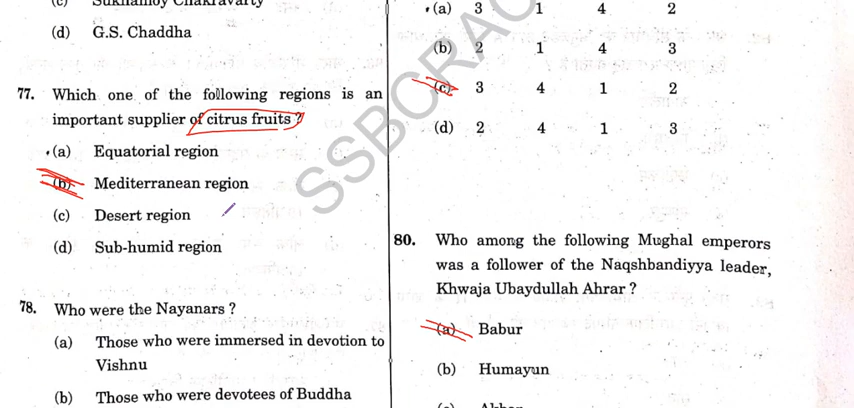 (c) Sukhamoy Chakravarty
(d) G.S. Chaddha
77. Which one of the following regions is an
important supplier of citrus fruits ?
(a) Equatorial region
(b) Mediterranean region
(c) Desert region
(d) Sub-humid region
78. Who were the Nayanars ?
(a) Those who were immersed in devotion to
Vishnu
(b) Those who were devotees of Buddha
(a) 3 1 4 2
(b) 2 1 4 3
(c) 3 4 1 2
(d) 2 4 1 3
80. Who among the following Mughal emperors
was a follower of the Naqshbandiyya leader,
Khwaja Ubaydullah Ahrar ?
(a) Babur
(b) Humayun
(c) Akbar
SSBCRAC